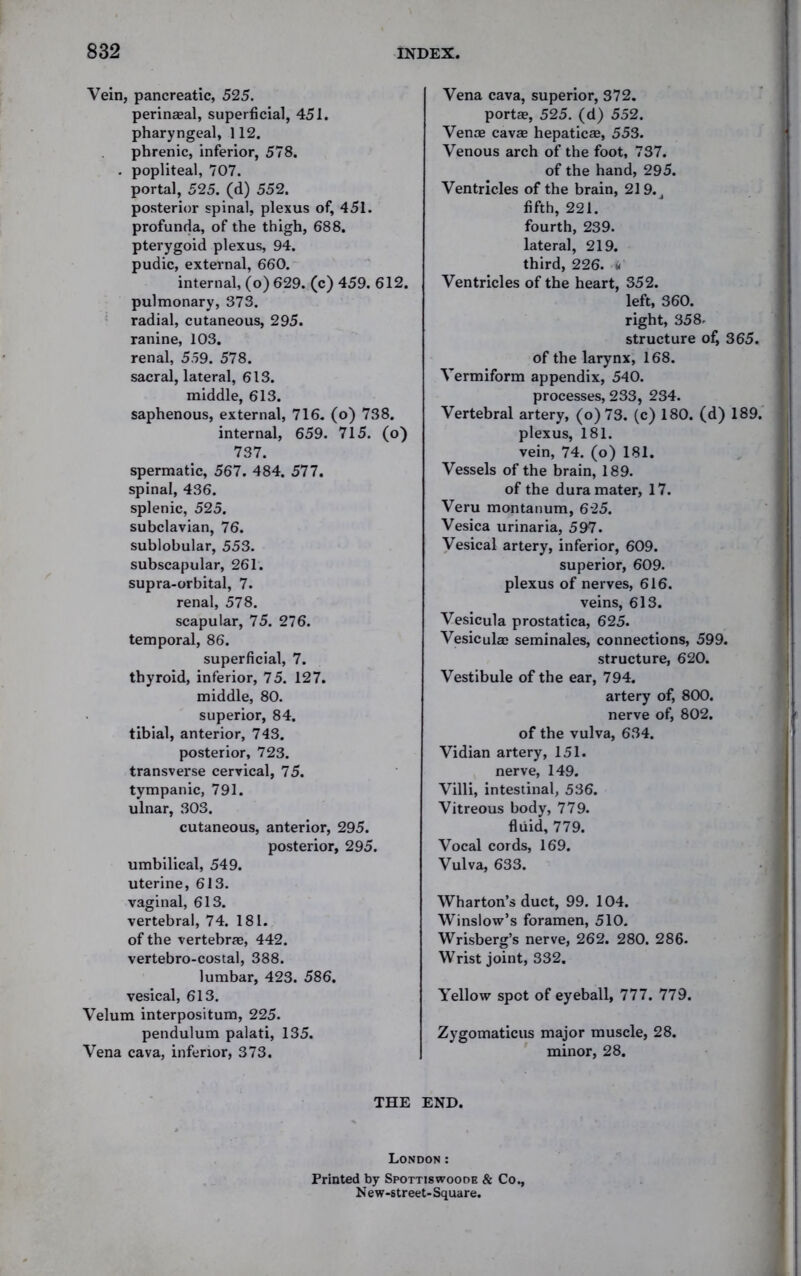 832 INDEX.
Vein, pancreatic, 525.
perinæal, superficial, 451.
pharyngeal, 112.
phrenic, inferior, 578.
. popliteal, 707.
portal, 525. (d) 552.
posterior spinal, plexus of, 451.
profunda, of the thigh, 688.
pterygoid plexus, 94.
pudic, external, 660.
internal, (o) 629. (c) 459. 612.
pulmonary, 373.
radial, cutaneous, 295.
ranine, 103.
renal, 559. 578.
sacral, lateral, 613.
middle, 613.
saphenous, external, 716. (o) 738.
internal, 659. 715. (o)
737.
spermatic, 567. 484. 577.
spinal, 436.
splenic, 525.
subclavian, 76.
sublobular, 553.
subscapular, 261.
supra-orbital, 7.
renal, 578.
scapular, 75. 276.
temporal, 86.
superficial, 7.
thyroid, inferior, 75. 127.
middle, 80.
superior, 84.
tibial, anterior, 743.
posterior, 723.
transverse cervical, 75.
tympanic, 791.
ulnar, 303.
cutaneous, anterior, 295.
posterior, 295.
umbilical, 549.
uterine, 613.
vaginal, 613.
vertebral, 74. 181.
of the vertebræ, 442.
vertebro-costal, 388.
lumbar, 423. 586.
vesical, 613.
Velum interpositum, 225.
pendulum palati, 135.
Vena cava, inferior, 373.
Vena cava, superior, 372.
portæ, 525. (d) 552.
Venæ cavæ hepaticæ, 553.
Venous arch of the foot, 737.
of the hand, 295.
Ventricles of the brain, 219.
fifth, 221.
fourth, 239.
lateral, 219.
third, 226.
Ventricles of the heart, 352.
left, 360.
right, 358.
structure of, 365.
of the larynx, 168.
Vermiform appendix, 540.
processes, 233, 234.
Vertebral artery, (o) 73. (c) 180. (d) 189.
plexus, 181.
vein, 74. (o) 181.
Vessels of the brain, 189.
of the dura mater, 17.
Veru montanum, 625.
Vesica urinaria, 597.
Vesical artery, inferior, 609.
superior, 609.
plexus of nerves, 616.
veins, 613.
Vesicula prostatica, 625.
Vesiculæ seminales, connections, 599.
structure, 620.
Vestibule of the ear, 794.
artery of, 800.
nerve of, 802.
of the vulva, 634.
Vidian artery, 151.
nerve, 149.
Villi, intestinal, 536.
Vitreous body, 779.
fluid, 779.
Vocal cords, 169.
Vulva, 633.
Wharton's duct, 99. 104.
Winslow's foramen, 510.
Wrisberg's nerve, 262. 280. 286.
Wrist joint, 332.
Yellow spot of eyeball, 777. 779.
Zygomaticus major muscle, 28.
minor, 28.
THE END.
LONDON :
Printed by SPOTTISWOODE & Co.,
New-street-Square.